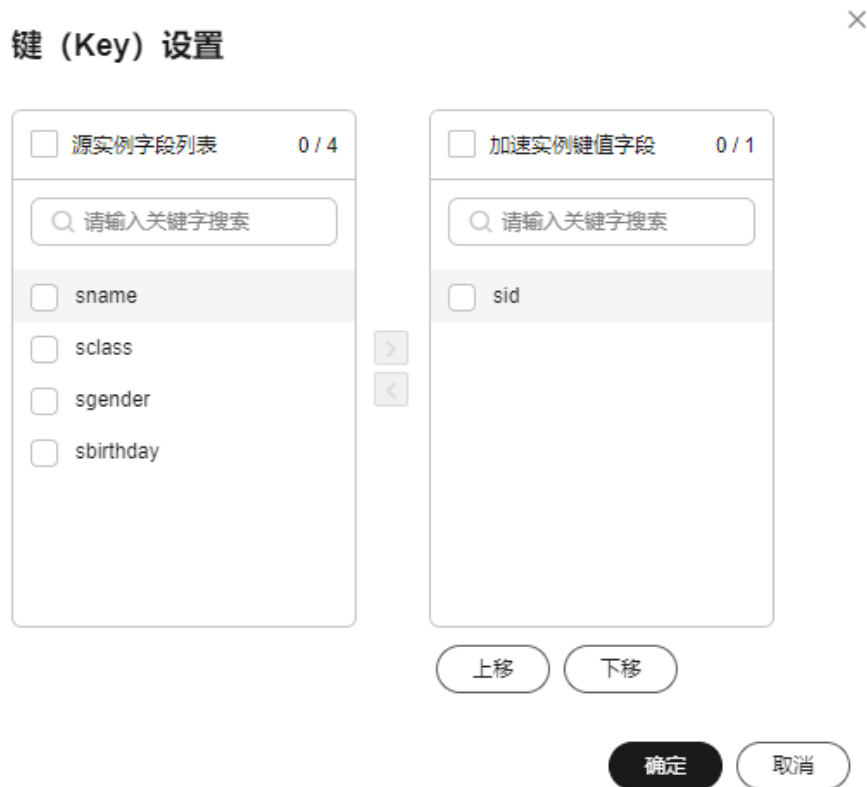 键（Key）设置
源实例字段列表 0 / 4
请输入关键字搜索
sname
sclass
sgender
sbirthday
加速实例键值字段 0 / 1
请输入关键字搜索
sid
上移 下移
确定 取消